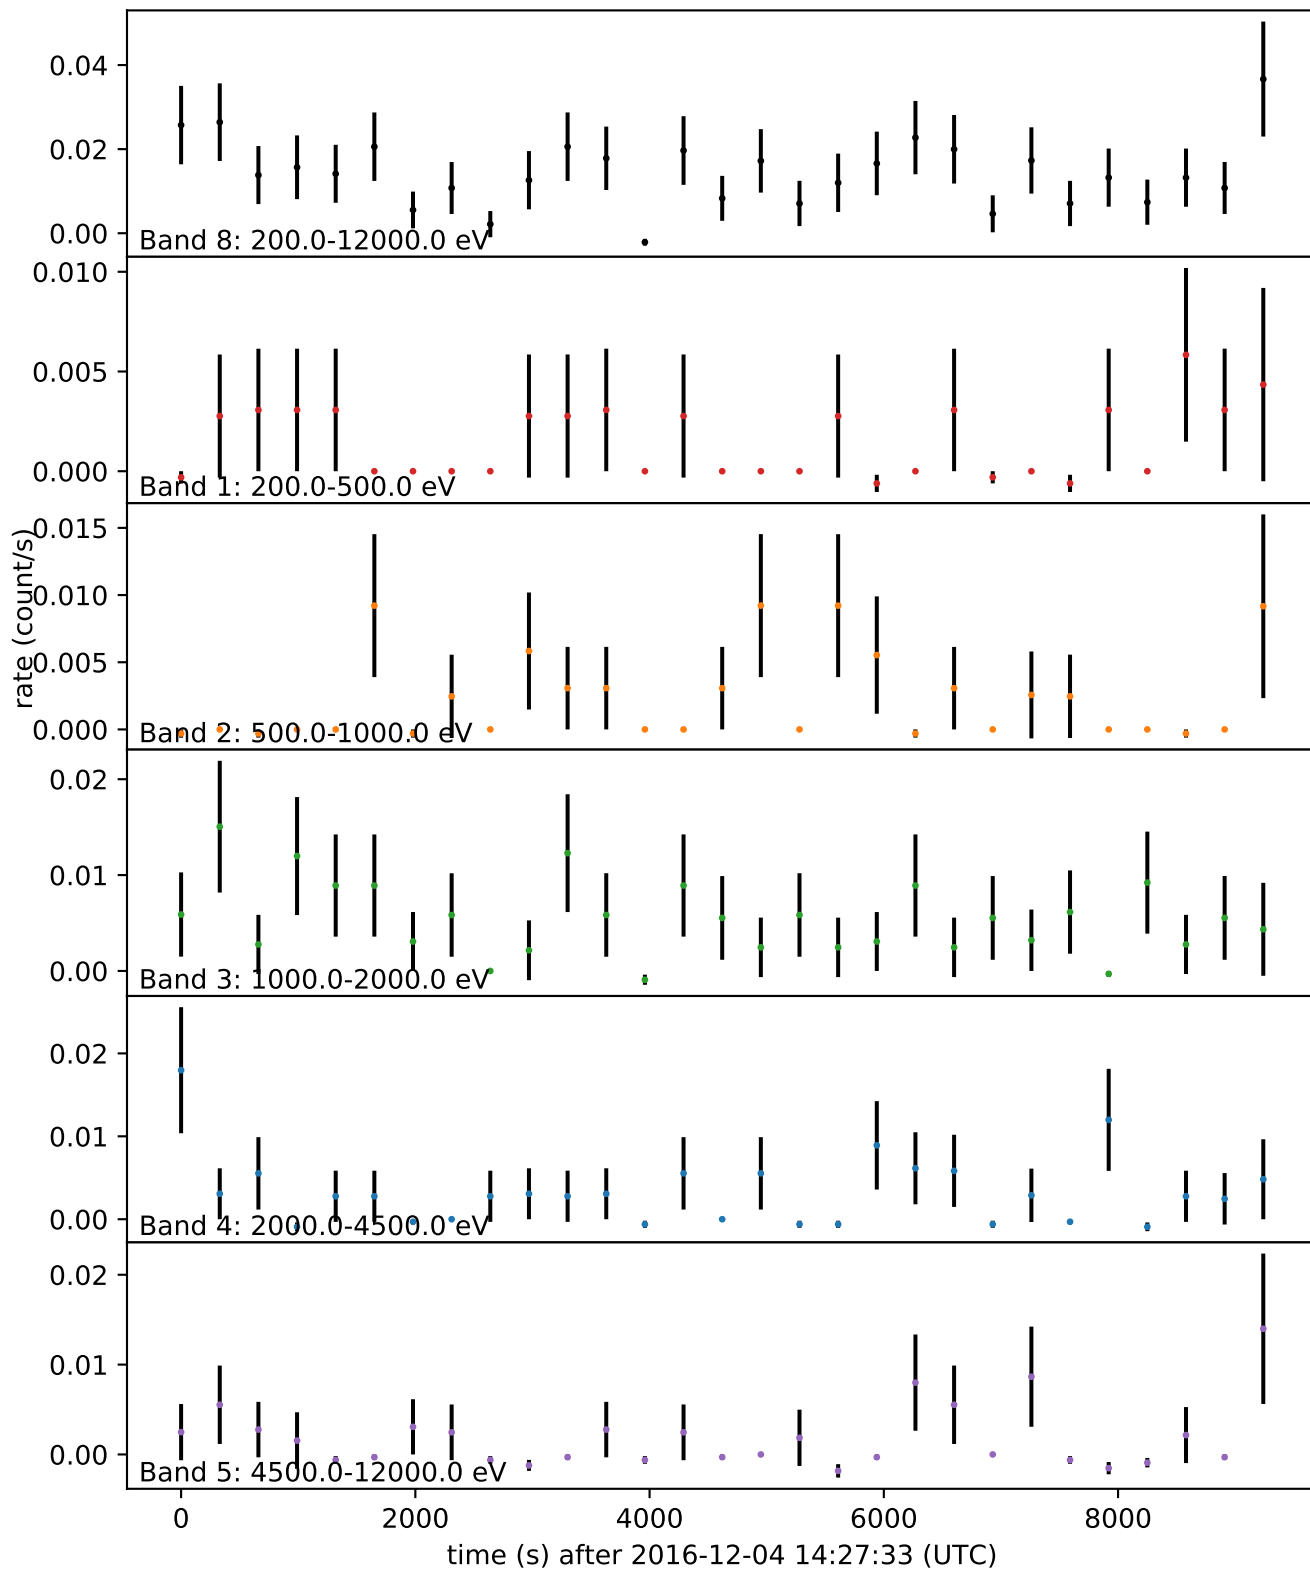 0.04
0.02
0.00
Band 8: 200.0-12000.0 eV
0.010
0.005
0.000
Band 1: 200.0-500.0 eV
rate (count/s)
0.015
0.010
0.005
0.000
Band 2: 500.0-1000.0 eV
0.02
0.01
0.00
Band 3: 1000.0-2000.0 eV
0.02
0.01
0.00
Band 4: 2000.0-4500.0 eV
0.02
0.01
0.00
Band 5: 4500.0-12000.0 eV
0 2000 4000 6000 8000
time (s) after 2016-12-04 14:27:33 (UTC)